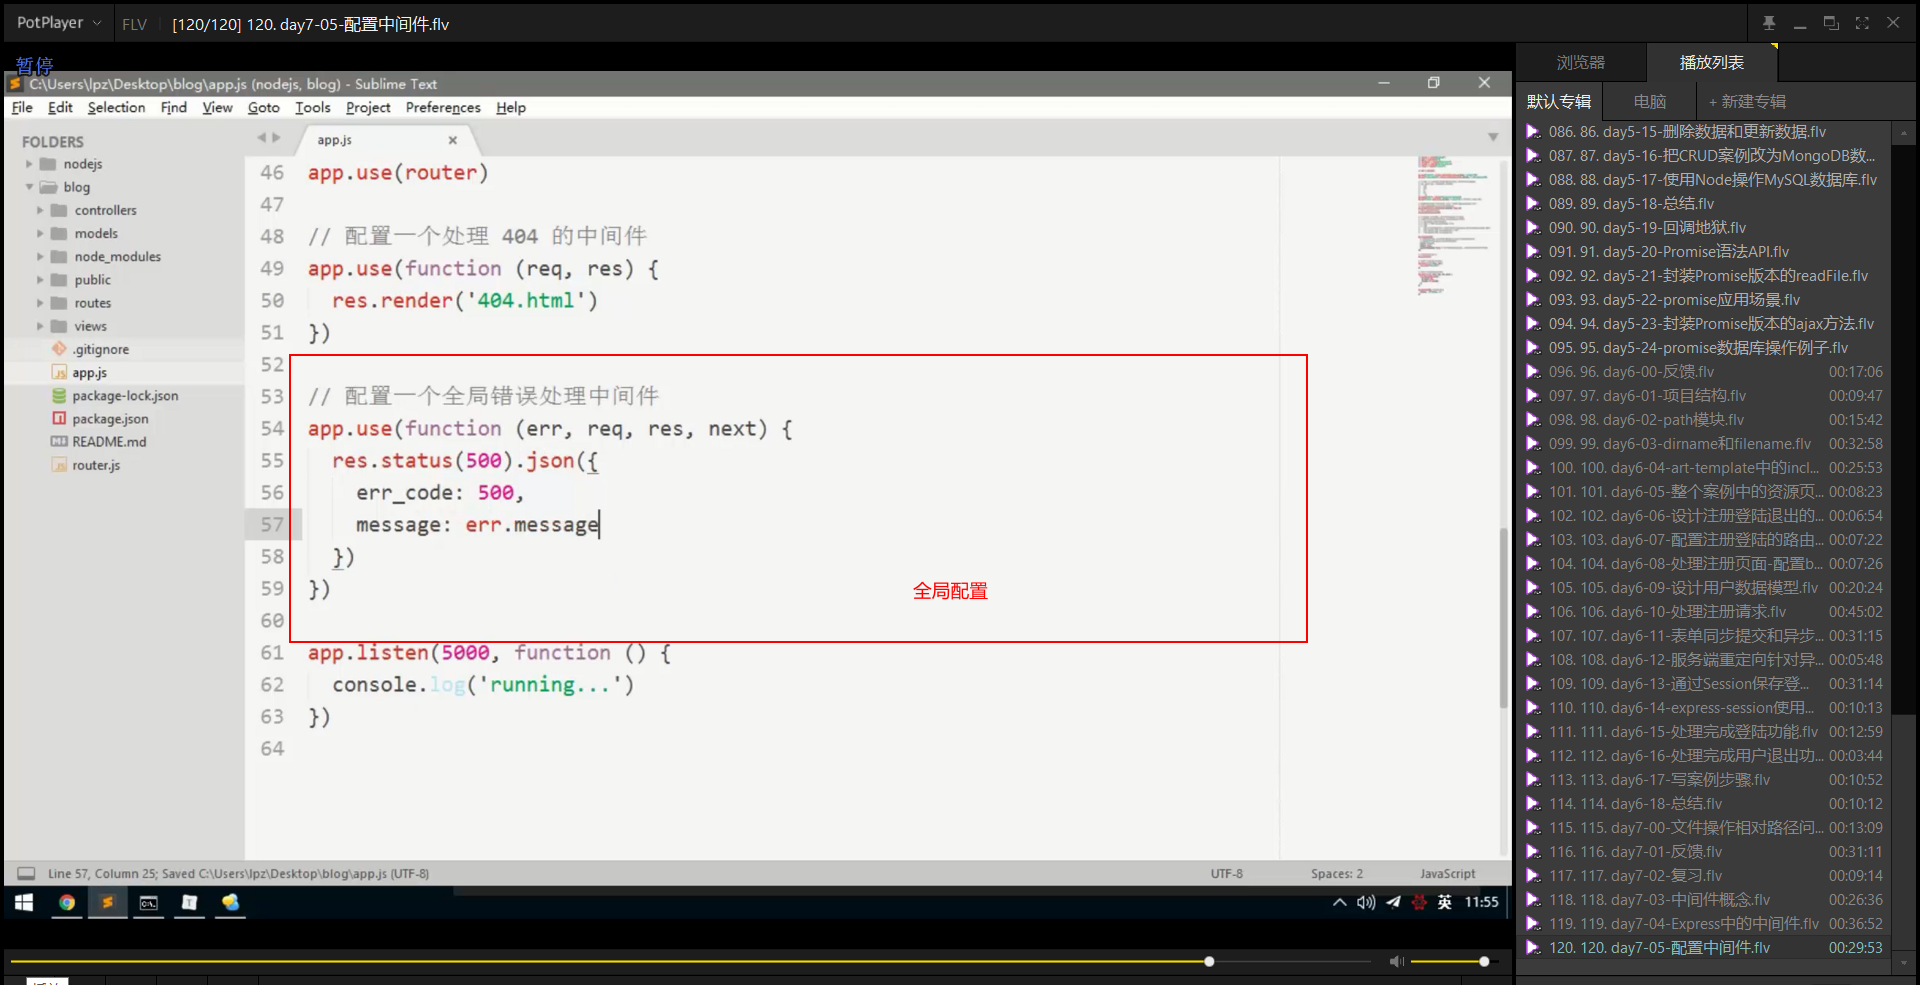 PotPlayer
FLV
[120/120] 120. day7-05-配置中间件.flv
暂停
C:\Users\lpz\Desktop\blog\app.js (nodejs, blog) - Sublime Text
File Edit Selection Find View Goto Tools Project Preferences Help
FOLDERS
nodejs
blog
controllers
models
node_modules
public
routes
views
.gitignore
app.js
package-lock.json
package.json
README.md
router.js
app.js
46 app.use(router)
47
48 // 配置一个处理 404 的中间件
49 app.use(function (req, res) {
50 res.render('404.html')
51 })
52
53 // 配置一个全局错误处理中间件
54 app.use(function (err, req, res, next) {
55 res.status(500).json({
56 err_code: 500,
57 message: err.message
58 })
59 })
60
61 app.listen(5000, function () {
62 console.log('running...')
63 })
64
全局配置
Line 57, Column 25; Saved C:\Users\lpz\Desktop\blog\app.js (UTF-8)
UTF-8
Spaces: 2
JavaScript
英
11:55
浏览器
播放列表
默认专辑
电脑
+ 新建专辑
086. 86. day5-15-删除数据和更新数据.flv
087. 87. day5-16-把CRUD案例改为MongoDB数...
088. 88. day5-17-使用Node操作MySQL数据库.flv
089. 89. day5-18-总结.flv
090. 90. day5-19-回调地狱.flv
091. 91. day5-20-Promise语法API.flv
092. 92. day5-21-封装Promise版本的readFile.flv
093. 93. day5-22-promise应用场景.flv
094. 94. day5-23-封装Promise版本的ajax方法.flv
095. 95. day5-24-promise数据库操作例子.flv
096. 96. day6-00-反馈.flv 00:17:06
097. 97. day6-01-项目结构.flv 00:09:47
098. 98. day6-02-path模块.flv 00:15:42
099. 99. day6-03-dirname和filename.flv 00:32:58
100. 100. day6-04-art-template中的incl... 00:25:53
101. 101. day6-05-整个案例中的资源页... 00:08:23
102. 102. day6-06-设计注册登陆退出的... 00:06:54
103. 103. day6-07-配置注册登陆的路由... 00:07:22
104. 104. day6-08-处理注册页面-配置b... 00:07:26
105. 105. day6-09-设计用户数据模型.flv 00:20:24
106. 106. day6-10-处理注册请求.flv 00:45:02
107. 107. day6-11-表单同步提交和异步... 00:31:15
108. 108. day6-12-服务端重定向针对异... 00:05:48
109. 109. day6-13-通过Session保存登... 00:31:14
110. 110. day6-14-express-session使用... 00:10:13
111. 111. day6-15-处理完成登陆功能.flv 00:12:59
112. 112. day6-16-处理完成用户退出功... 00:03:44
113. 113. day6-17-写案例步骤.flv 00:10:52
114. 114. day6-18-总结.flv 00:10:12
115. 115. day7-00-文件操作相对路径问... 00:13:09
116. 116. day7-01-反馈.flv 00:31:11
117. 117. day7-02-复习.flv 00:09:14
118. 118. day7-03-中间件概念.flv 00:26:36
119. 119. day7-04-Express中的中间件.flv 00:36:52
120. 120. day7-05-配置中间件.flv 00:29:53